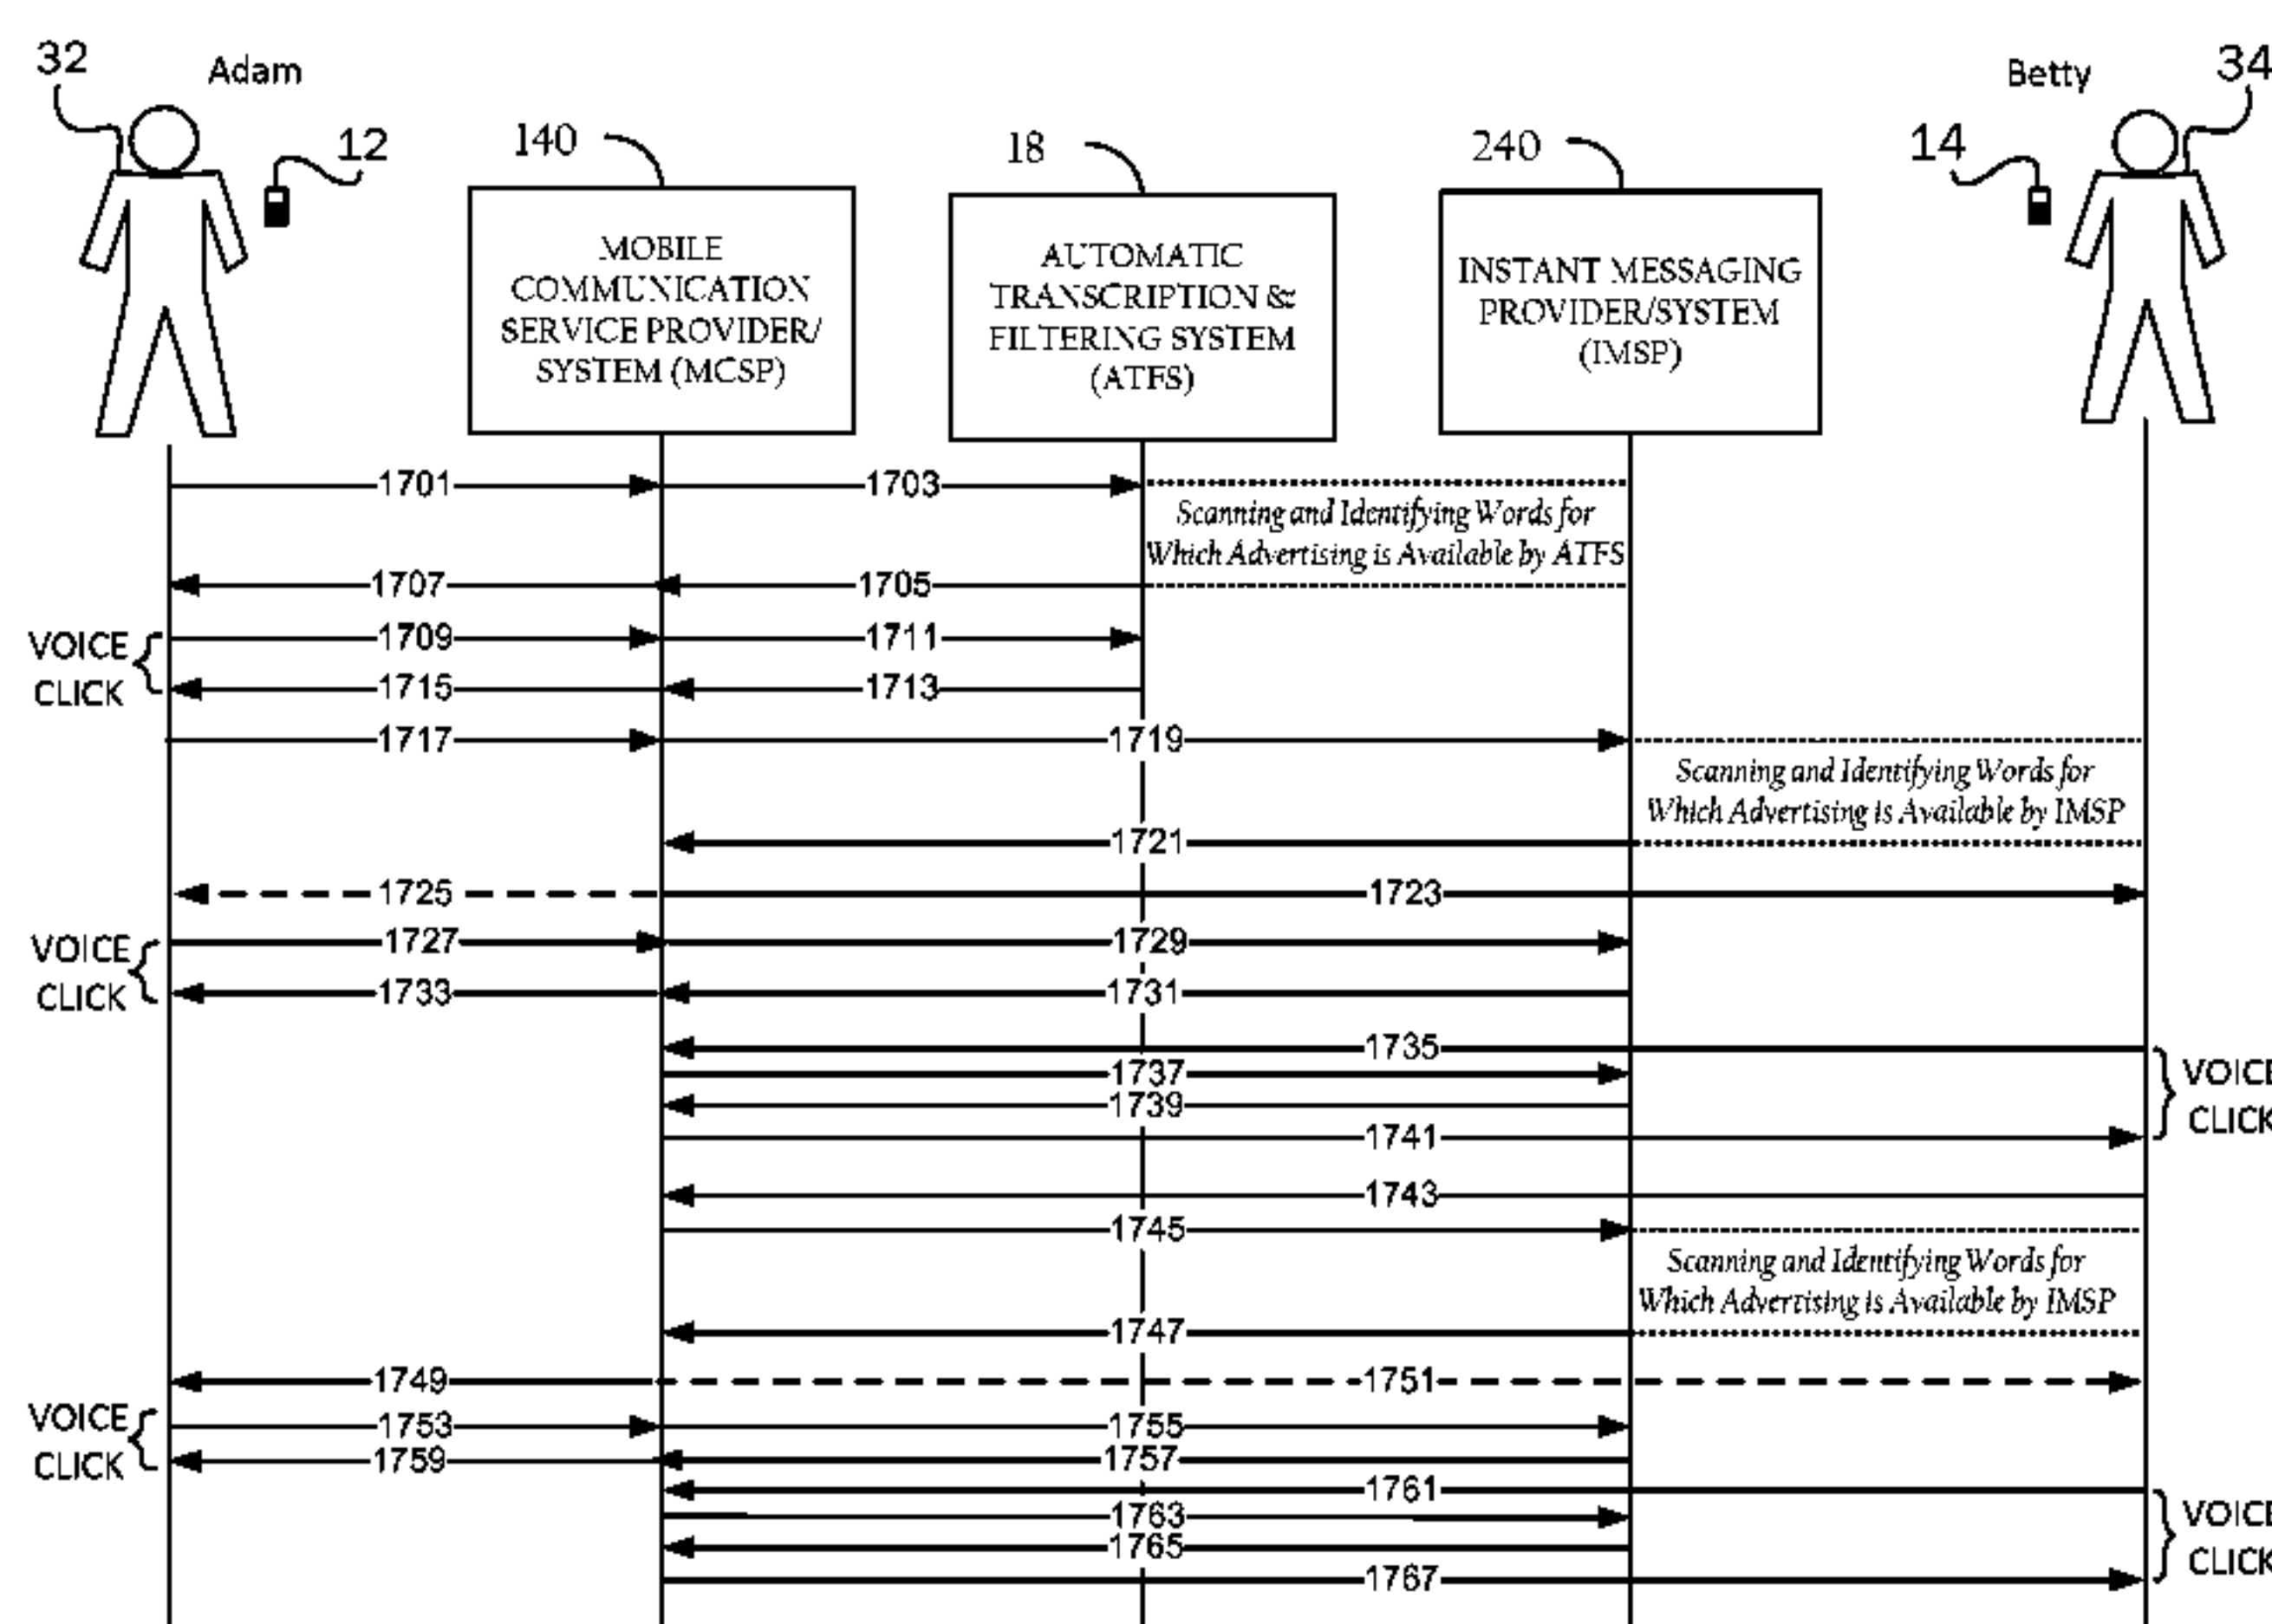 32
Adam
12
140
18
240
14
Betty
34
MOBILE
COMMUNICATION
SERVICE PROVIDER/
SYSTEM (MCSP)
AUTOMATIC
TRANSCRIPTION &
FILTERING SYSTEM
(ATFS)
INSTANT MESSAGING
PROVIDER/SYSTEM
(IMSP)
1701
1703
Scanning and Identifying Words for
Which Advertising is Available by ATFS
1707
1705
VOICE
CLICK
1709
1711
1715
1713
1717
1719
Scanning and Identifying Words for
Which Advertising is Available by IMSP
1721
1725
1723
VOICE
CLICK
1727
1729
1733
1731
1735
1737
1739
1741
VOICE
CLICK
1743
1745
Scanning and Identifying Words for
Which Advertising is Available by IMSP
1747
1749
1751
VOICE
CLICK
1753
1755
1759
1757
1761
1763
1765
1767
VOICE
CLICK